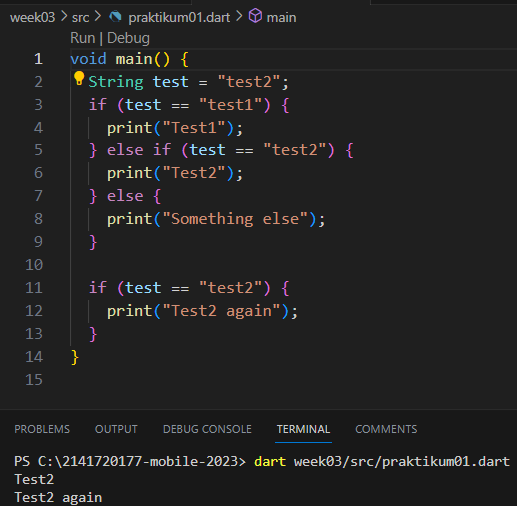 week03 > src > praktikum01.dart > main
Run | Debug
1 void main() {
2 String test = "test2";
3 if (test == "test1") {
4 print("Test1");
5 } else if (test == "test2") {
6 print("Test2");
7 } else {
8 print("Something else");
9 }
10
11 if (test == "test2") {
12 print("Test2 again");
13 }
14 }
15
PROBLEMS OUTPUT DEBUG CONSOLE TERMINAL COMMENTS
PS C:\2141720177-mobile-2023> dart week03/src/praktikum01.dart
Test2
Test2 again